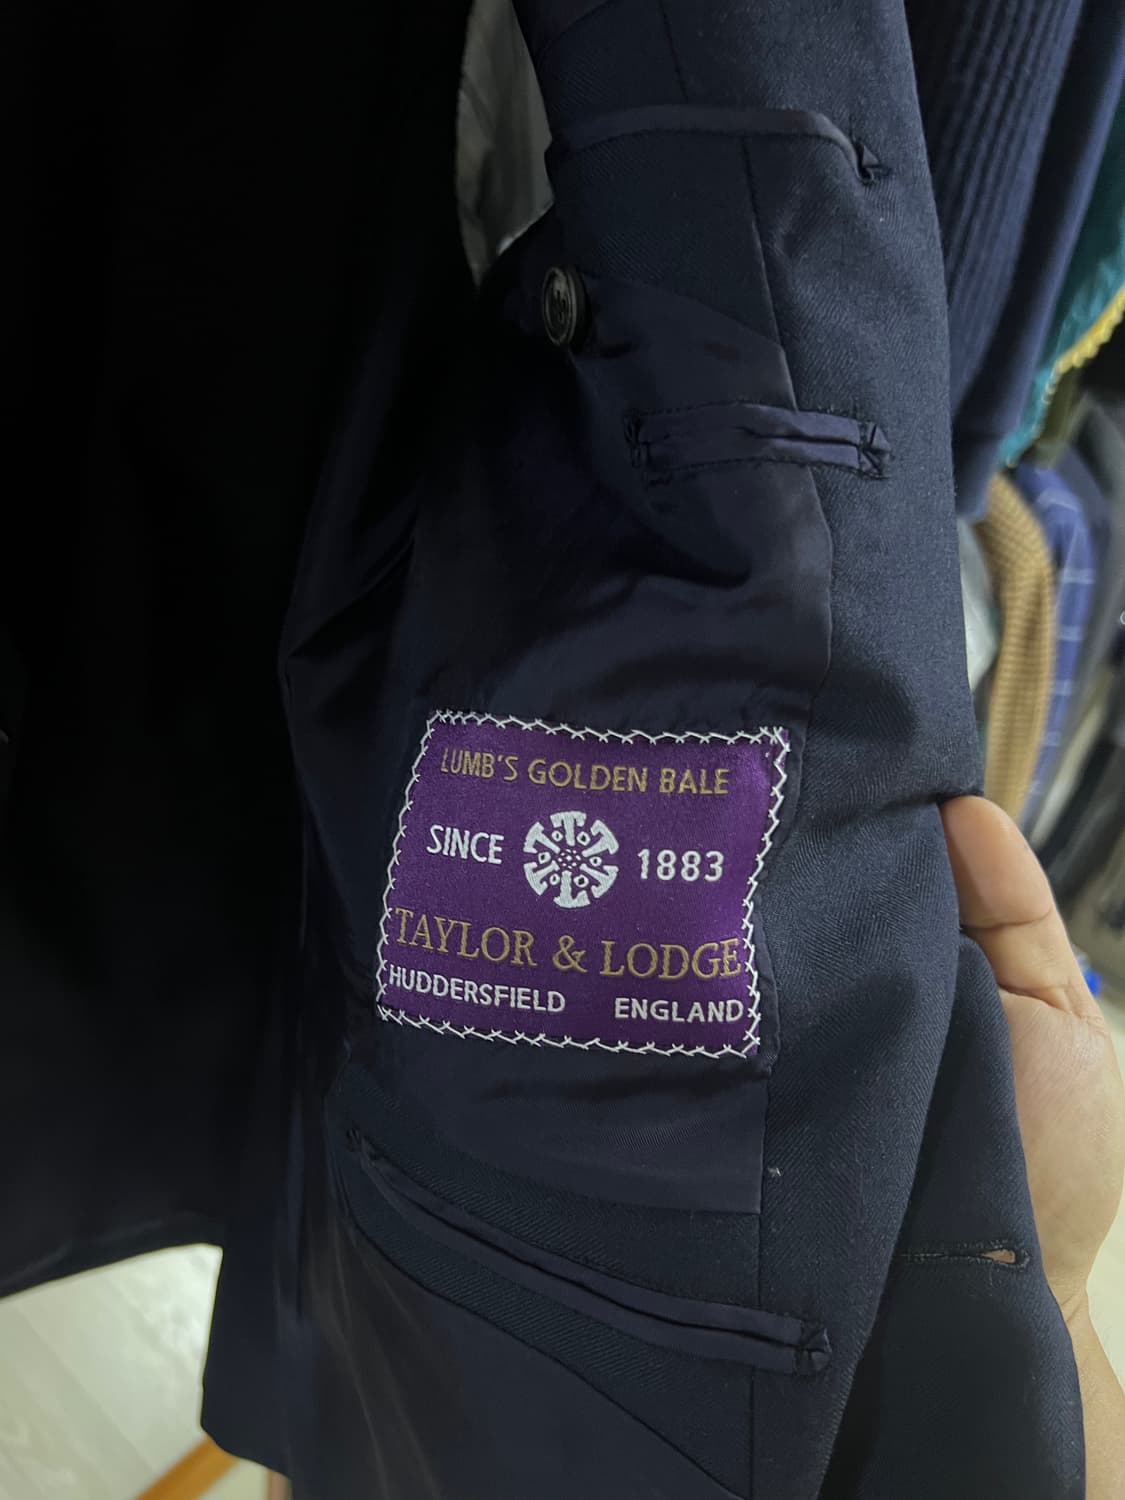 LUMB'S GOLDEN BALE
SINCE 1883
TAYLOR & LODGE
HUDDERSFIELD ENGLAND